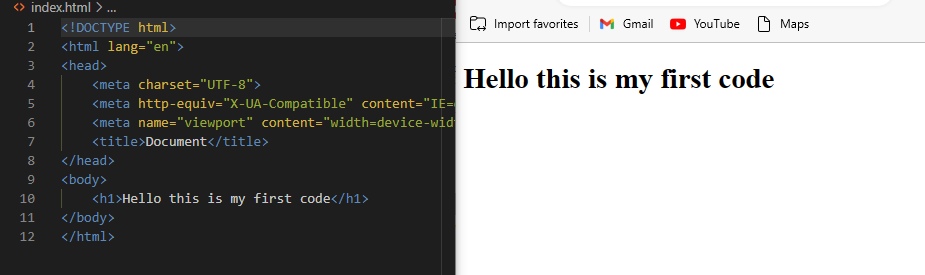 index.html > ...
1 <!DOCTYPE html>
2 <html lang="en">
3 <head>
4 <meta charset="UTF-8">
5 <meta http-equiv="X-UA-Compatible" content="IE=
6 <meta name="viewport" content="width=device-wid
7 <title>Document</title>
8 </head>
9 <body>
10 <h1>Hello this is my first code</h1>
11 </body>
12 </html>
Import favorites Gmail YouTube Maps
Hello this is my first code